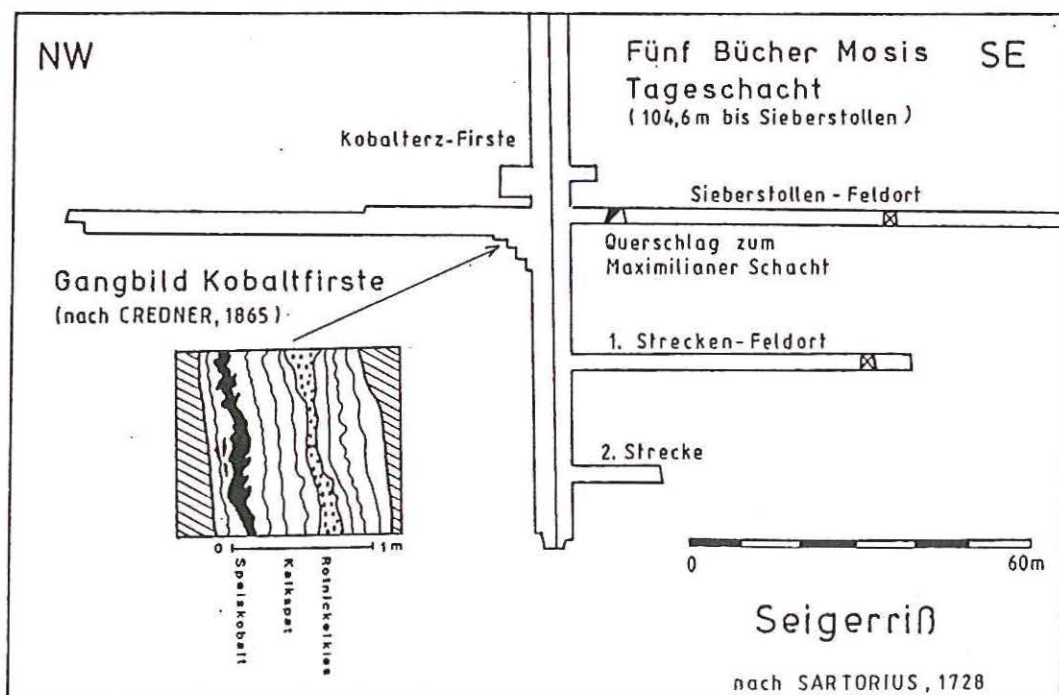 NW
Fünf Bücher Mosis
Tageschacht
(104,6m bis Sieberstollen)
SE
Kobalterz-Firste
Sieberstollen - Feldort
Querschlag zum
Maximilianer Schacht
Gangbild Kobaltfirste
(nach CREDNER, 1865)
1. Strecken-Feldort
2. Strecke
0 1m
Speiskobalt
Kalkspat
Rotnickelkies
0 60m
Seigerriß
nach SARTORIUS, 1728